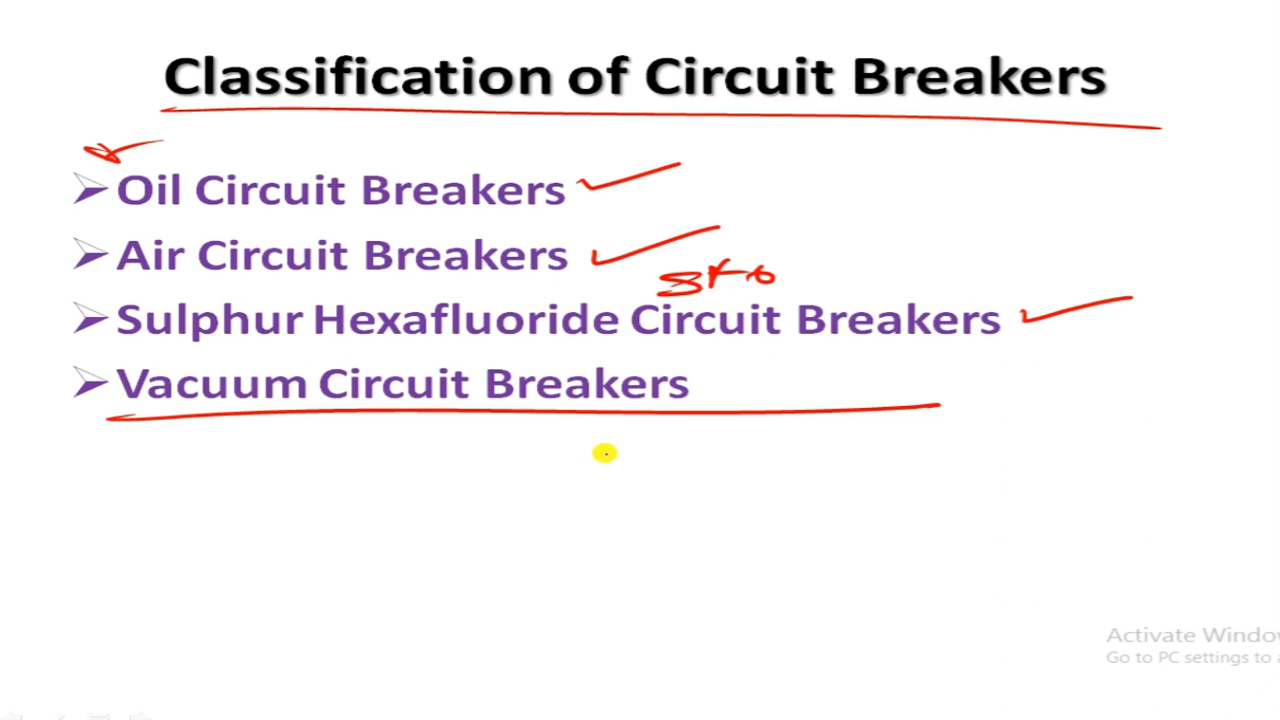 Classification of Circuit Breakers
Oil Circuit Breakers
Air Circuit Breakers
SF6
Sulphur Hexafluoride Circuit Breakers
Vacuum Circuit Breakers
Activate Windo
Go to PC settings to a